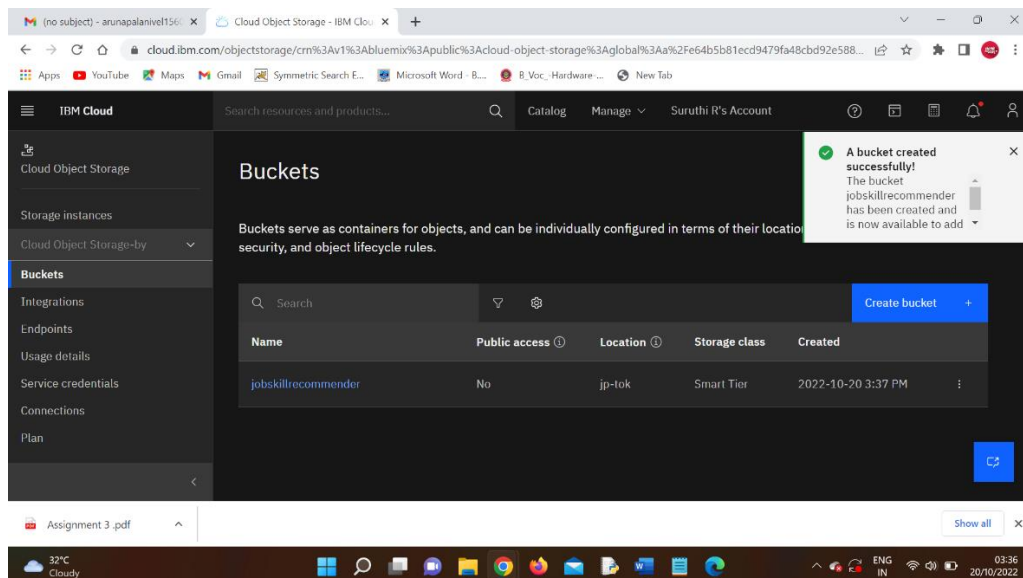 (no subject) - arunapalanivel156
Cloud Object Storage - IBM Clou
cloud.ibm.com/objectstorage/crn%3Av1%3Abluemix%3Apublic%3Acloud-object-storage%3Aglobal%3Aa%2Fe64b5b81ecd9479fa48cbd92e588...
Apps YouTube Maps Gmail Symmetric Search E... Microsoft Word - B... B_Voc_-Hardware-... New Tab
IBM Cloud
Search resources and products...
Catalog Manage Suruthi R's Account
Cloud Object Storage
Storage instances
Cloud Object Storage-by
Buckets
Integrations
Endpoints
Usage details
Service credentials
Connections
Plan
Buckets
Buckets serve as containers for objects, and can be individually configured in terms of their locatio
security, and object lifecycle rules.
A bucket created
successfully!
The bucket
jobskillrecommender
has been created and
is now available to add
Search
Create bucket +
Name Public access Location Storage class Created
jobskillrecommender No jp-tok Smart Tier 2022-10-20 3:37 PM
Assignment 3 .pdf
Show all
32°C
Cloudy
ENG
IN
03:36
20/10/2022